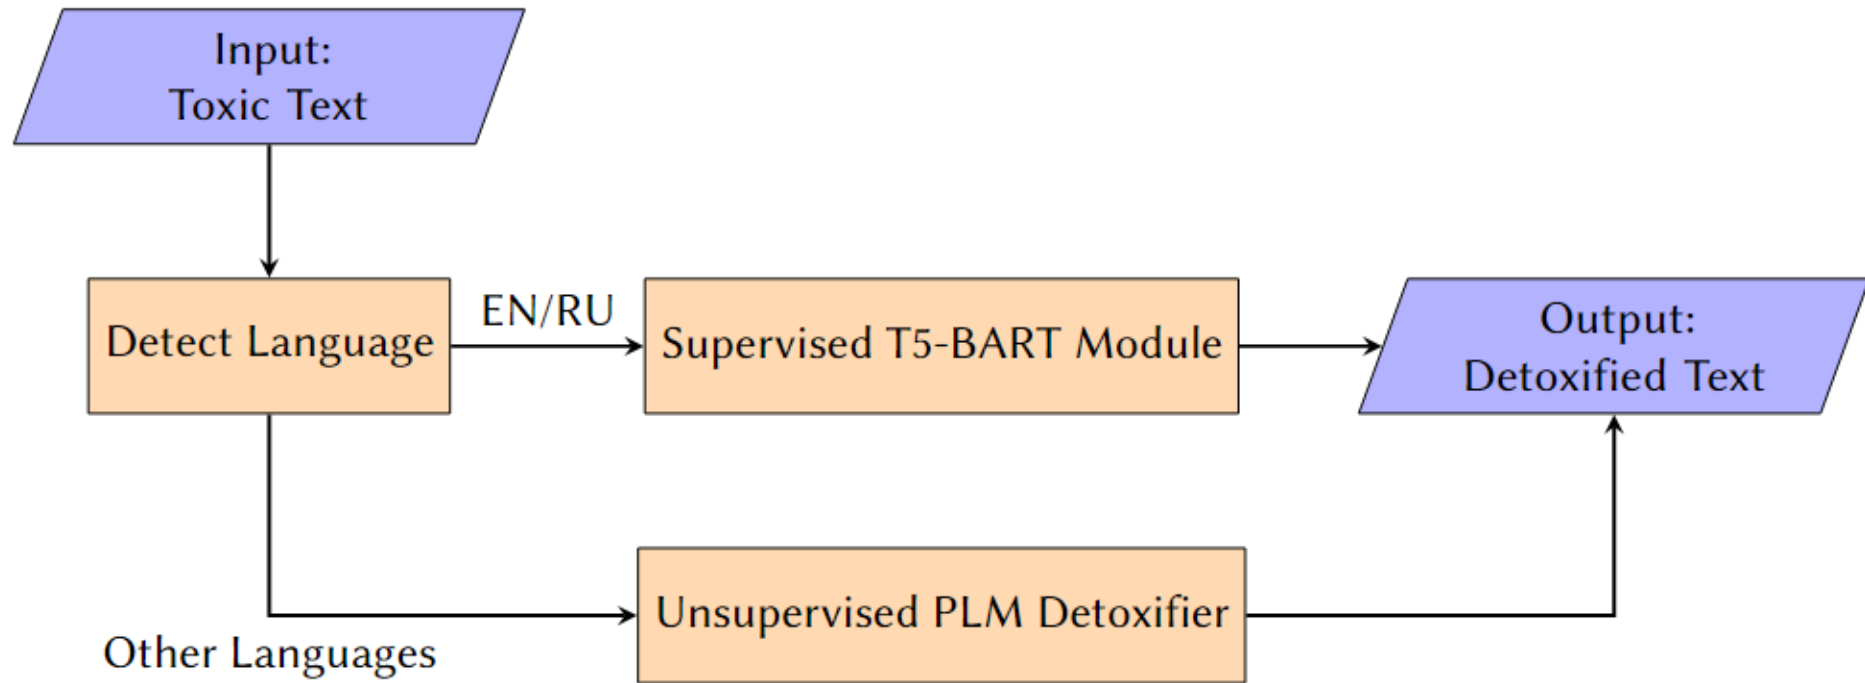 Input:
Toxic Text
Detect Language
EN/RU
Supervised T5-BART Module
Output:
Detoxified Text
Other Languages
Unsupervised PLM Detoxifier